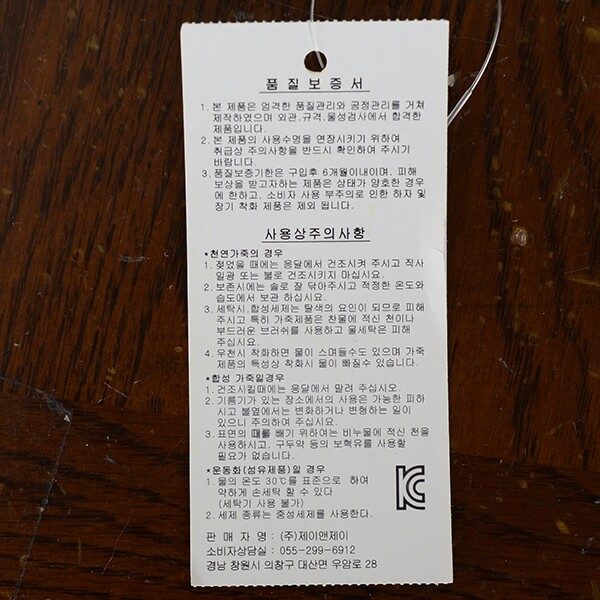 품 질 보 증 서
1. 본 제품은 엄격한 품질관리와 공정관리를 거쳐
제작하였으며 외관,규격,물성검사에서 합격한
제품입니다.
2. 본 제품의 사용수명을 연장시키기 위하여
취급상 주의사항을 반드시 확인하여 주시기
바랍니다.
3. 품질보증기한은 구입후 6개월이내이며, 피해
보상을 받고자하는 제품은 상태가 양호한 경우
에 한하고, 소비자 사용 부주의로 인한 하자 및
장기 착화 제품은 제외 됩니다.
사용상주의사항
*천연가죽의 경우
1. 젖었을 때에는 응달에서 건조시켜 주시고 직사
일광 또는 불로 건조시키지 마십시요.
2. 보존시에는 솔로 잘 닦아주시고 적정한 온도와
습도에서 보관 하십시요.
3. 세탁시,합성세제는 탈색의 요인이 되므로 피해
주시고 특히 가죽제품은 찬물에 적신 천이나
부드러운 브러쉬를 사용하고 물세탁은 피해
주십시요.
4. 우천시 착화하면 물이 스며들수도 있으며 가죽
제품의 특성상 착화시 물이 빠질수 있습니다.
*합성 가죽일경우
1. 건조시킬때에는 응달에서 말려 주십시오.
2. 기름기가 있는 장소에서의 사용은 가능한 피하
시고 불옆에서는 변화하거나 변형하는 일이
있으니 주의하여 주십시요.
3. 표면의 때를 빼기 위하여는 비눗물에 적신 천을
사용하시고, 구두약 등의 보혁유를 사용할
필요가 없습니다.
*운동화(섬유제품)일 경우
1. 물의 온도 30℃를 표준으로 하여
약하게 손세탁 할 수 있다
(세탁기 사용 불가)
2. 세제 종류는 중성세제를 사용한다.
판 매 자 명 : (주)제이앤제이
소비자상담실 : 055-299-6912
경남 창원시 의창구 대산면 우암로 28